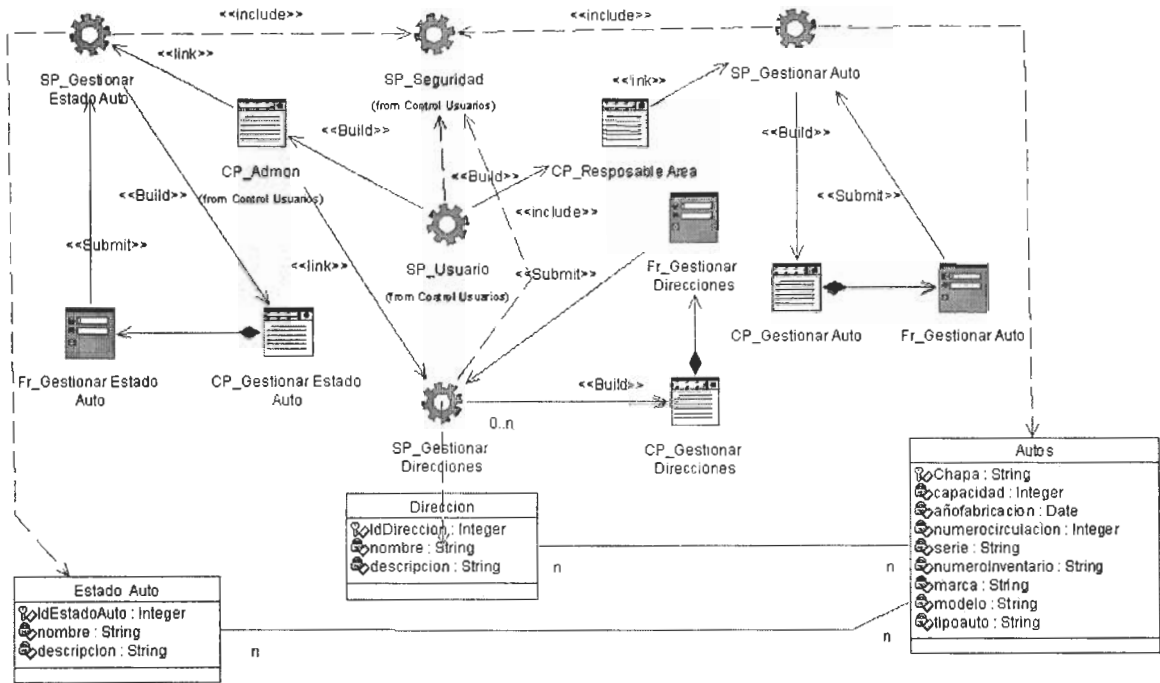 <<include>>
<<include>>
<<link>>
SP_Gestionar
Estado Auto
SP_Seguridad
(from Control Usuarios)
<<link>>
SP_Gestionar Auto
<<Build>>
<<Build>>
CP_Admon
(from Control Usuarios)
<<Build>>
CP_Resposable Area
<<Build>>
<<Submit>>
<<include>>
<<Submit>>
<<link>>
SP_Usuario
(from Control Usuarios)
<<Submit>>
Fr_Gestionar
Direcciones
CP_Gestionar Auto
Fr_Gestionar Auto
Fr_Gestionar Estado
Auto
CP_Gestionar Estado
Auto
<<Build>>
0..n
SP_Gestionar
Direcciones
CP_Gestionar
Direcciones
Autos
Chapa : String
capacidad : Integer
añofabricacion : Date
numerocirculacion : Integer
serie : String
numeroInventario : String
marca : String
modelo : String
tipoauto : String
Direccion
IdDireccion : Integer
nombre : String
descripcion : String
n
n
Estado Auto
IdEstadoAuto : Integer
nombre : String
descripcion : String
n
n